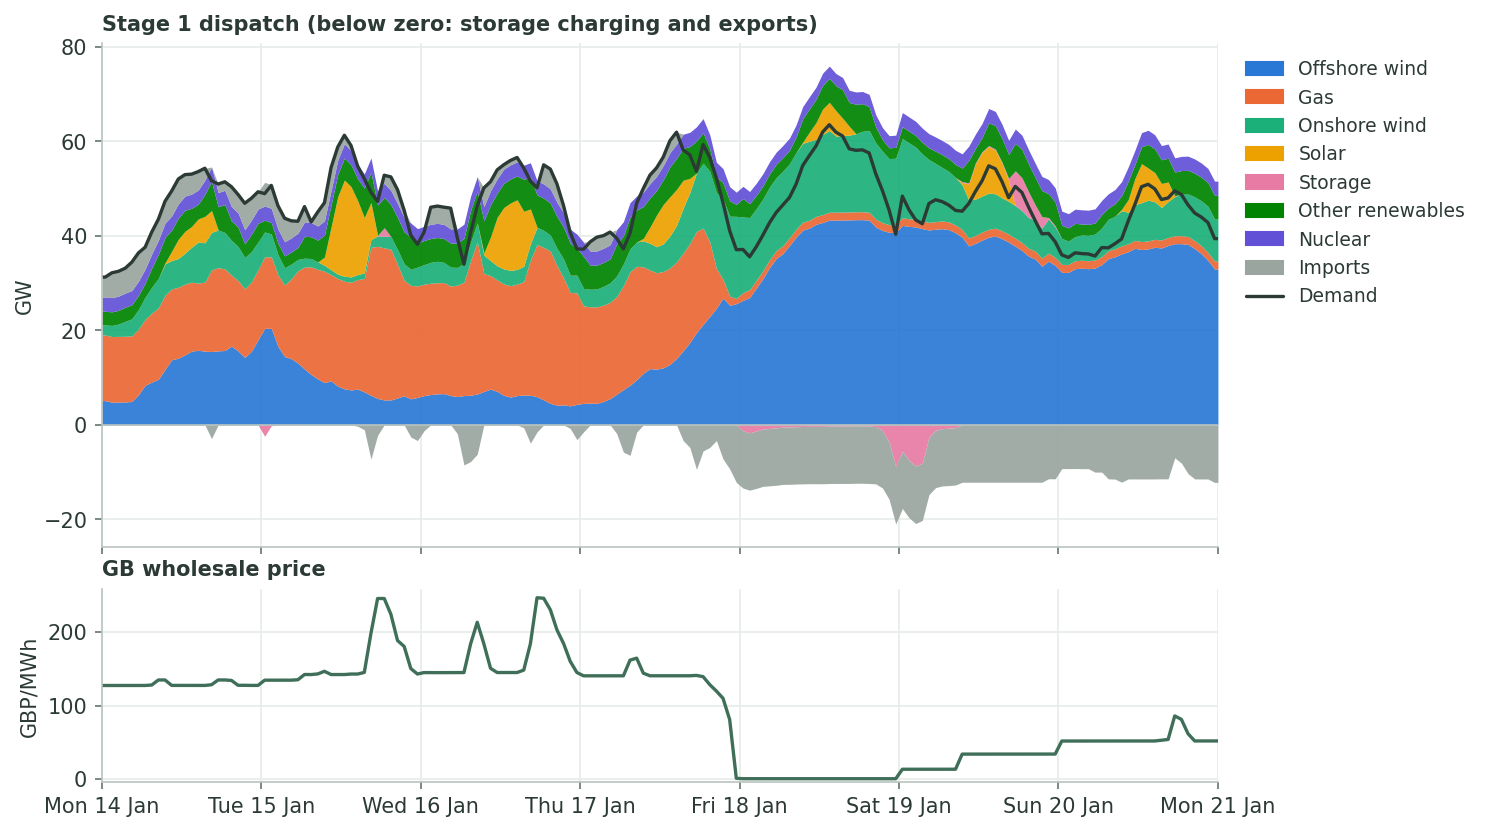 Stage 1 dispatch (below zero: storage charging and exports)
80
60
40
20
0
−20
GW
Offshore wind
Gas
Onshore wind
Solar
Storage
Other renewables
Nuclear
Imports
Demand
GB wholesale price
200
100
0
GBP/MWh
Mon 14 Jan
Tue 15 Jan
Wed 16 Jan
Thu 17 Jan
Fri 18 Jan
Sat 19 Jan
Sun 20 Jan
Mon 21 Jan